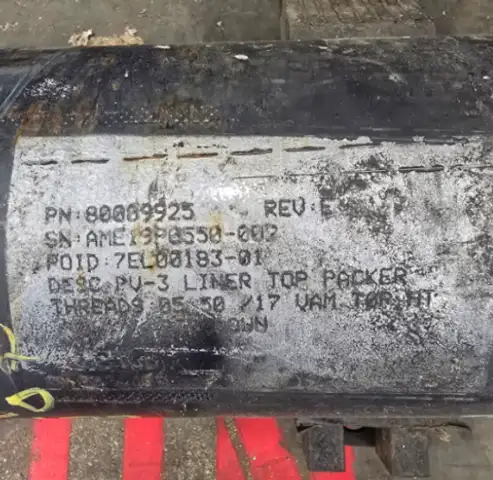 PN:80089925 REV:E
SN:AME19P0550-007
POID:7EL00183-01
DESC PV-3 LINER TOP PACKER
THREADS 05.50 /17 VAM TOP HT